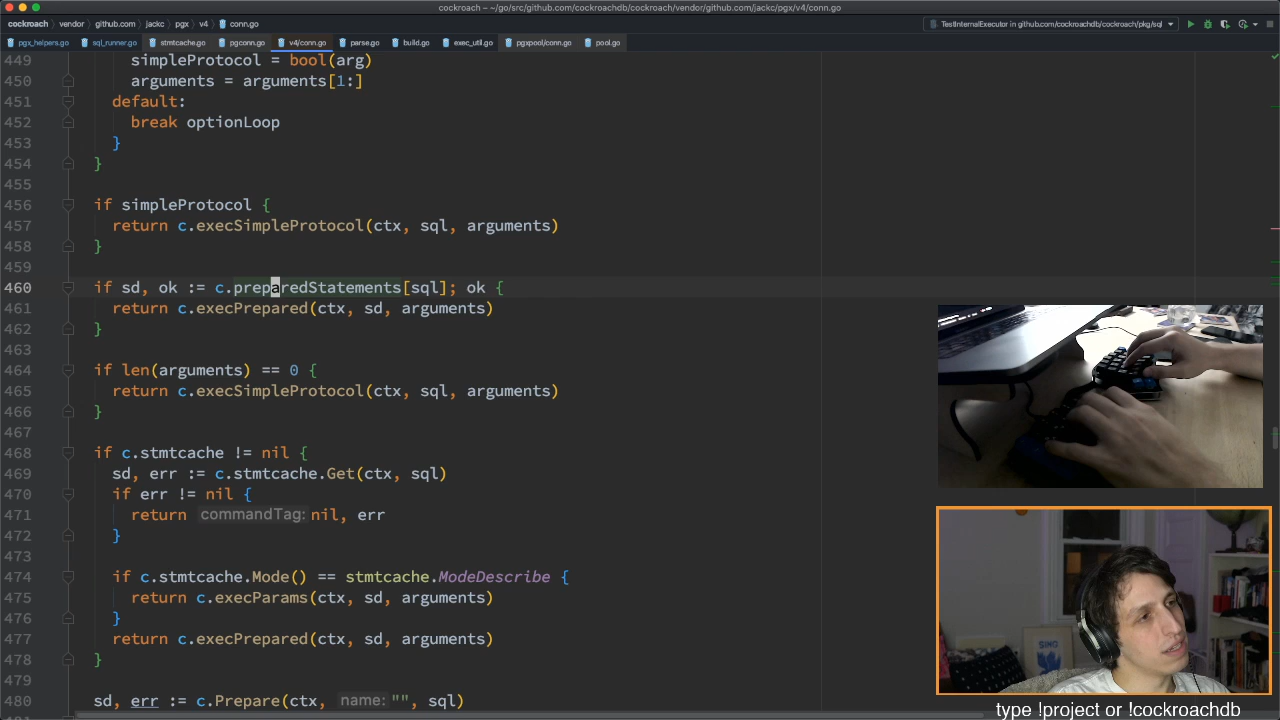 cockroach – ~/go/src/github.com/cockroachdb/cockroach/vendor/github.com/jackc/pgx/v4/conn.go
cockroach vendor github.com jackc pgx v4 conn.go
TestInternalExecutor in github.com/cockroachdb/cockroach/pkg/sql
pgx_helpers.go sql_runner.go stmtcache.go pgconn.go v4/conn.go parse.go build.go exec_util.go pgxpool/conn.go pool.go
449 simpleProtocol = bool(arg)
450 arguments = arguments[1:]
451 default:
452 break optionLoop
453 }
454 }
455
456 if simpleProtocol {
457 return c.execSimpleProtocol(ctx, sql, arguments)
458 }
459
460 if sd, ok := c.preparedStatements[sql]; ok {
461 return c.execPrepared(ctx, sd, arguments)
462 }
463
464 if len(arguments) == 0 {
465 return c.execSimpleProtocol(ctx, sql, arguments)
466 }
467
468 if c.stmtcache != nil {
469 sd, err := c.stmtcache.Get(ctx, sql)
470 if err != nil {
471 return commandTag: nil, err
472 }
473
474 if c.stmtcache.Mode() == stmtcache.ModeDescribe {
475 return c.execParams(ctx, sd, arguments)
476 }
477 return c.execPrepared(ctx, sd, arguments)
478 }
479
480 sd, err := c.Prepare(ctx, name: "", sql)
SING
type !project or !cockroachdb